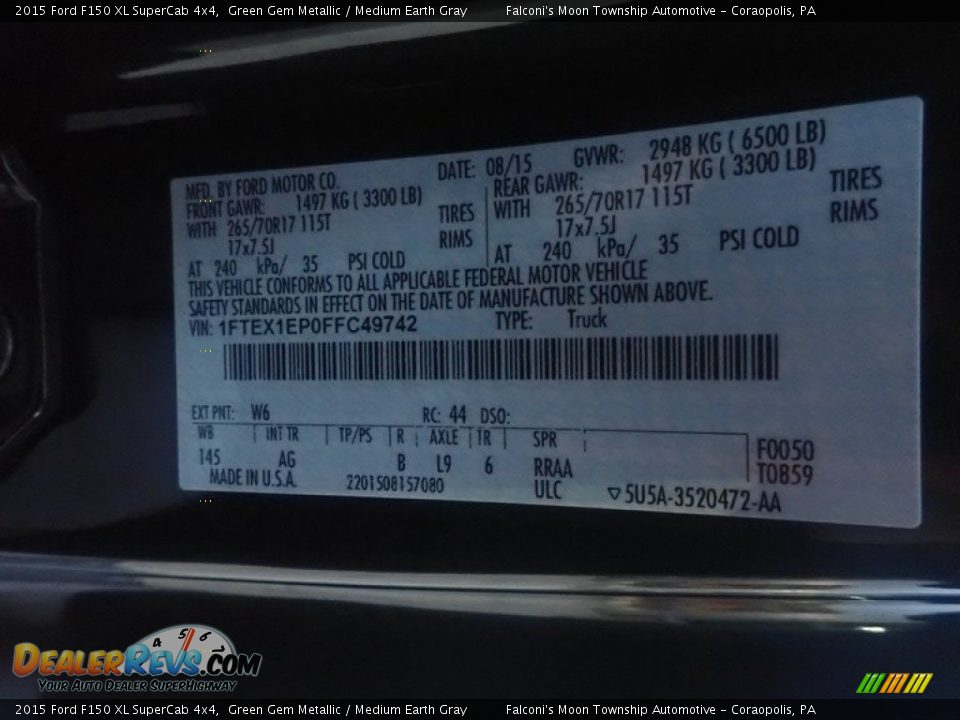 2015 Ford F150 XL SuperCab 4x4,  Green Gem Metallic / Medium Earth Gray          Falconi's Moon Township Automotive - Coraopolis, PA
MFD. BY FORD MOTOR CO.   DATE: 08/15   GVWR: 2948 KG ( 6500 LB)
FRONT GAWR: 1497 KG ( 3300 LB)   REAR GAWR: 1497 KG ( 3300 LB)
WITH 265/70R17 115T TIRES   WITH 265/70R17 115T TIRES
17x7.5J RIMS   17x7.5J RIMS
AT 240 kPa/ 35 PSI COLD   AT 240 kPa/ 35 PSI COLD
THIS VEHICLE CONFORMS TO ALL APPLICABLE FEDERAL MOTOR VEHICLE
SAFETY STANDARDS IN EFFECT ON THE DATE OF MANUFACTURE SHOWN ABOVE.
VIN: 1FTEX1EP0FFC49742   TYPE: Truck
EXT PNT: W6   RC: 44 DSO:
WB | INT TR | TP/PS | R | AXLE | TR | SPR
145 AG B L9 6 RRAA F0050
MADE IN U.S.A. 2201508157080 ULC T0859
▽5U5A-3520472-AA
4 5 6
DEALERREVS.COM
YOUR AUTO DEALER SUPERHIGHWAY
2015 Ford F150 XL SuperCab 4x4,  Green Gem Metallic / Medium Earth Gray          Falconi's Moon Township Automotive - Coraopolis, PA